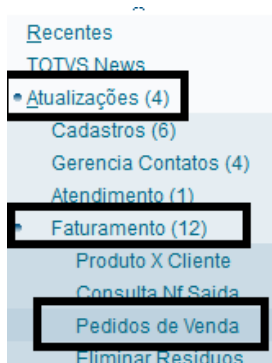 Recentes
TOTVS News
Atualizações (4)
Cadastros (6)
Gerencia Contatos (4)
Atendimento (1)
Faturamento (12)
Produto X Cliente
Consulta Nf Saida
Pedidos de Venda
Eliminar Resíduos